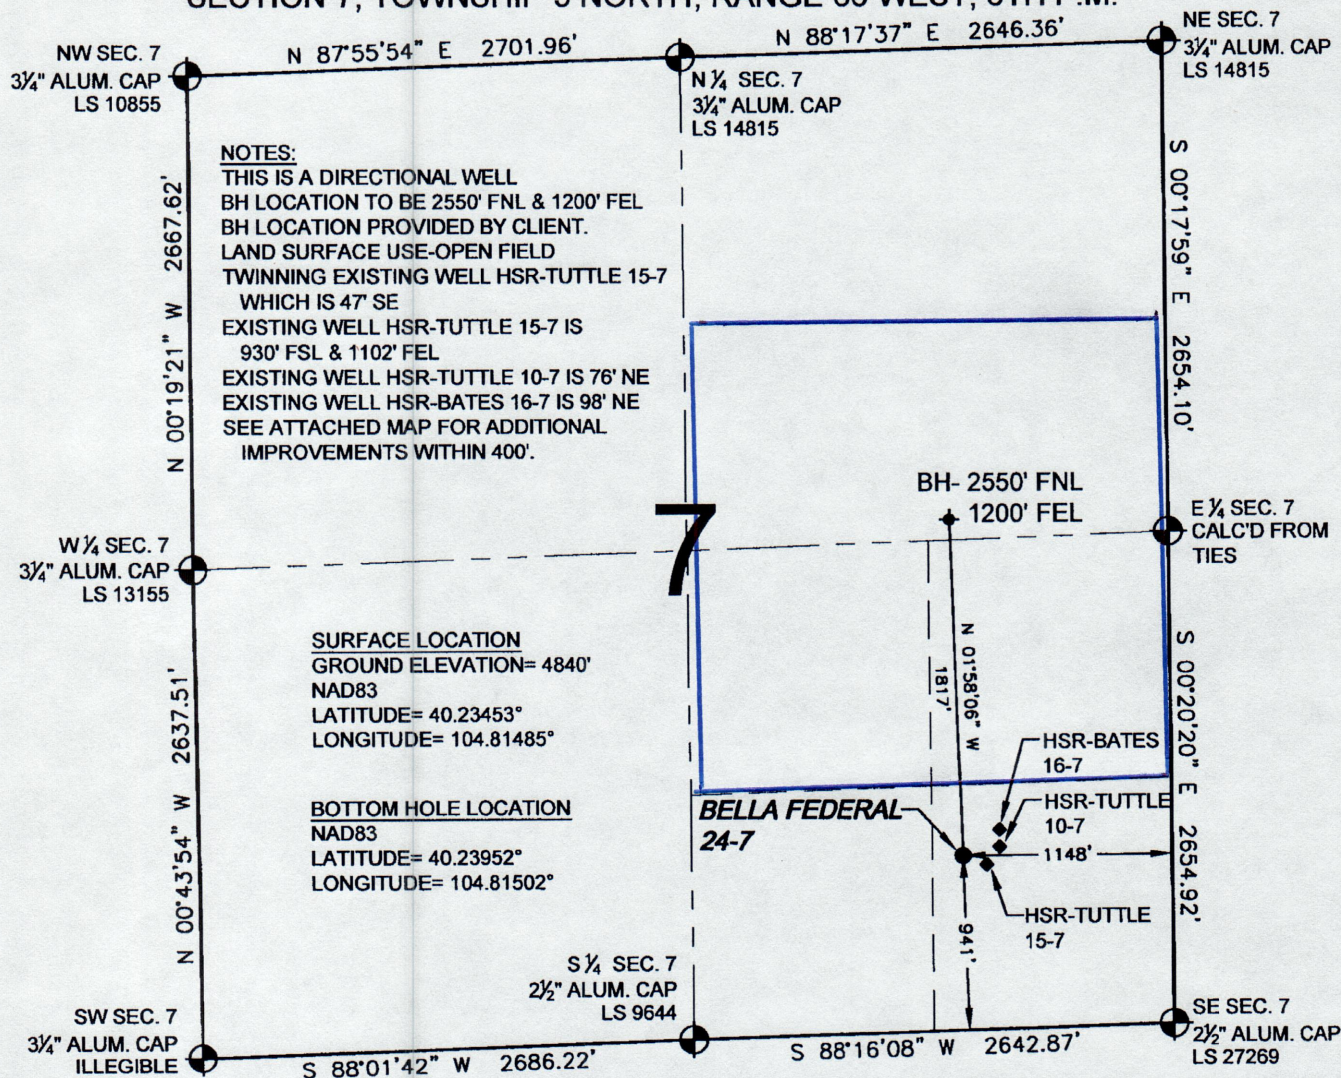 NW SEC. 7
3¼" ALUM. CAP
LS 10855
N 87°55'54" E 2701.96'
N 88°17'37" E 2646.36'
NE SEC. 7
3¼" ALUM. CAP
LS 14815
N ¼ SEC. 7
3¼" ALUM. CAP
LS 14815
NOTES:
THIS IS A DIRECTIONAL WELL
BH LOCATION TO BE 2550' FNL & 1200' FEL
BH LOCATION PROVIDED BY CLIENT.
LAND SURFACE USE-OPEN FIELD
TWINNING EXISTING WELL HSR-TUTTLE 15-7
WHICH IS 47' SE
EXISTING WELL HSR-TUTTLE 15-7 IS
930' FSL & 1102' FEL
EXISTING WELL HSR-TUTTLE 10-7 IS 76' NE
EXISTING WELL HSR-BATES 16-7 IS 98' NE
SEE ATTACHED MAP FOR ADDITIONAL
IMPROVEMENTS WITHIN 400'.
N 00°19'21" W 2667.62'
S 00°17'59" E 2654.10'
BH- 2550' FNL
1200' FEL
7
E ¼ SEC. 7
CALC'D FROM
TIES
W ¼ SEC. 7
3¼" ALUM. CAP
LS 13155
SURFACE LOCATION
GROUND ELEVATION= 4840'
NAD83
LATITUDE= 40.23453°
LONGITUDE= 104.81485°
BOTTOM HOLE LOCATION
NAD83
LATITUDE= 40.23952°
LONGITUDE= 104.81502°
N 00°43'54" W 2637.51'
N 01°58'06" W
1817'
S 00°20'20" E 2654.92'
HSR-BATES
16-7
HSR-TUTTLE
10-7
BELLA FEDERAL
24-7
1148'
HSR-TUTTLE
15-7
941'
S ¼ SEC. 7
2½" ALUM. CAP
LS 9644
SW SEC. 7
3¼" ALUM. CAP
ILLEGIBLE
S 88°01'42" W 2686.22'
S 88°16'08" W 2642.87'
SE SEC. 7
2½" ALUM. CAP
LS 27269